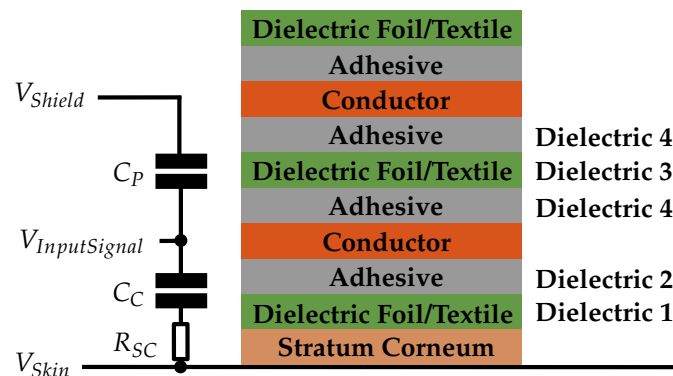 Dielectric Foil/Textile
Adhesive
V_Shield
Conductor
Adhesive Dielectric 4
C_P Dielectric Foil/Textile Dielectric 3
Adhesive Dielectric 4
V_InputSignal Conductor
Adhesive Dielectric 2
C_C
Dielectric Foil/Textile Dielectric 1
R_SC Stratum Corneum
V_Skin